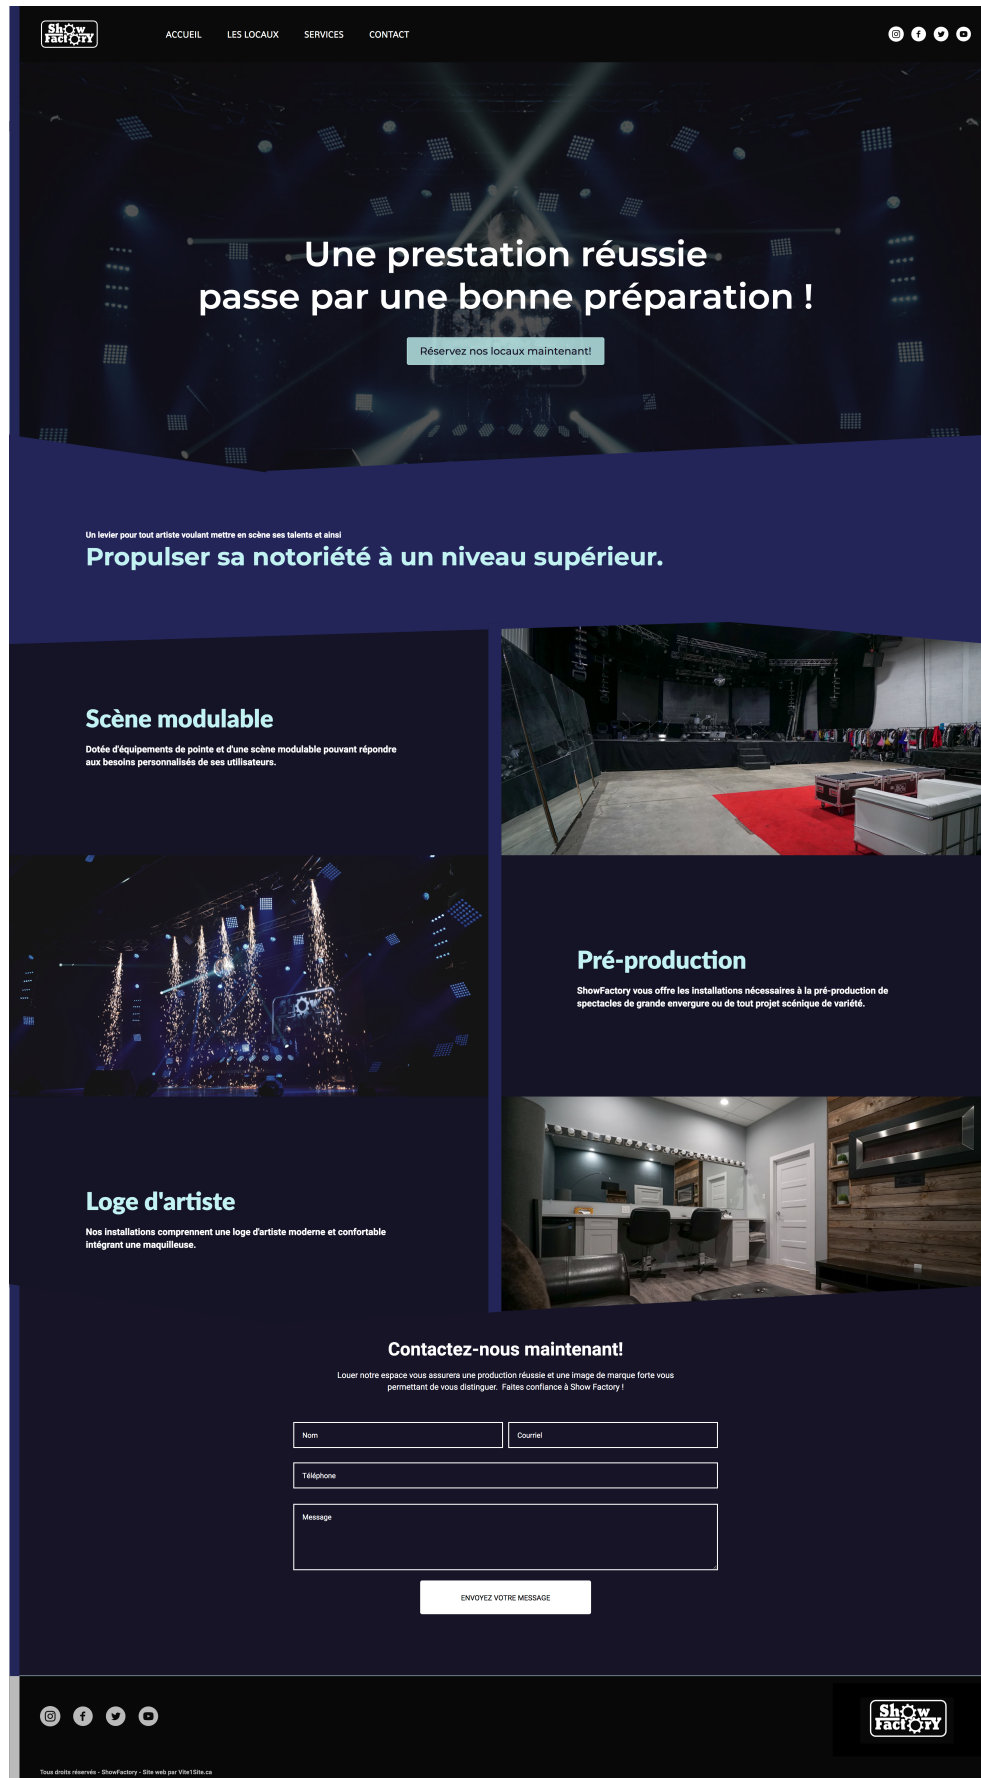 Show
Factory
ACCUEIL LES LOCAUX SERVICES CONTACT
Une prestation réussie
passe par une bonne préparation !
Réservez nos locaux maintenant!
Un levier pour tout artiste voulant mettre en scène ses talents et ainsi
Propulser sa notoriété à un niveau supérieur.
Scène modulable
Dotée d'équipements de pointe et d'une scène modulable pouvant répondre
aux besoins personnalisés de ses utilisateurs.
Pré-production
ShowFactory vous offre les installations nécessaires à la pré-production de
spectacles de grande envergure ou de tout projet scénique de variété.
Loge d'artiste
Nos installations comprennent une loge d'artiste moderne et confortable
intégrant une maquilleuse.
Contactez-nous maintenant!
Louer notre espace vous assurera une production réussie et une image de marque forte vous
permettant de vous distinguer. Faites confiance à Show Factory !
Nom
Courriel
Téléphone
Message
ENVOYEZ VOTRE MESSAGE
Show
Factory
Tous droits réservés - ShowFactory - Site web par Vite1Site.ca